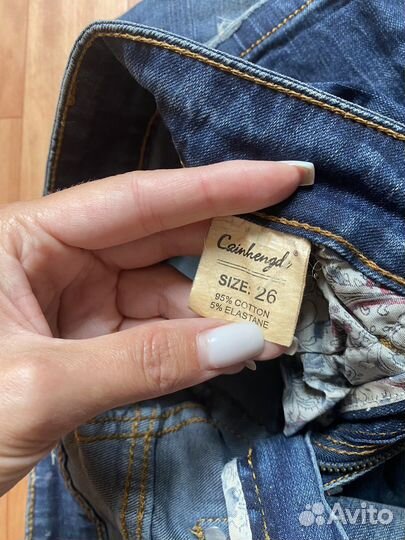 Cainhengd's
®
SIZE: 26
95% COTTON
5% ELASTANE
Avito